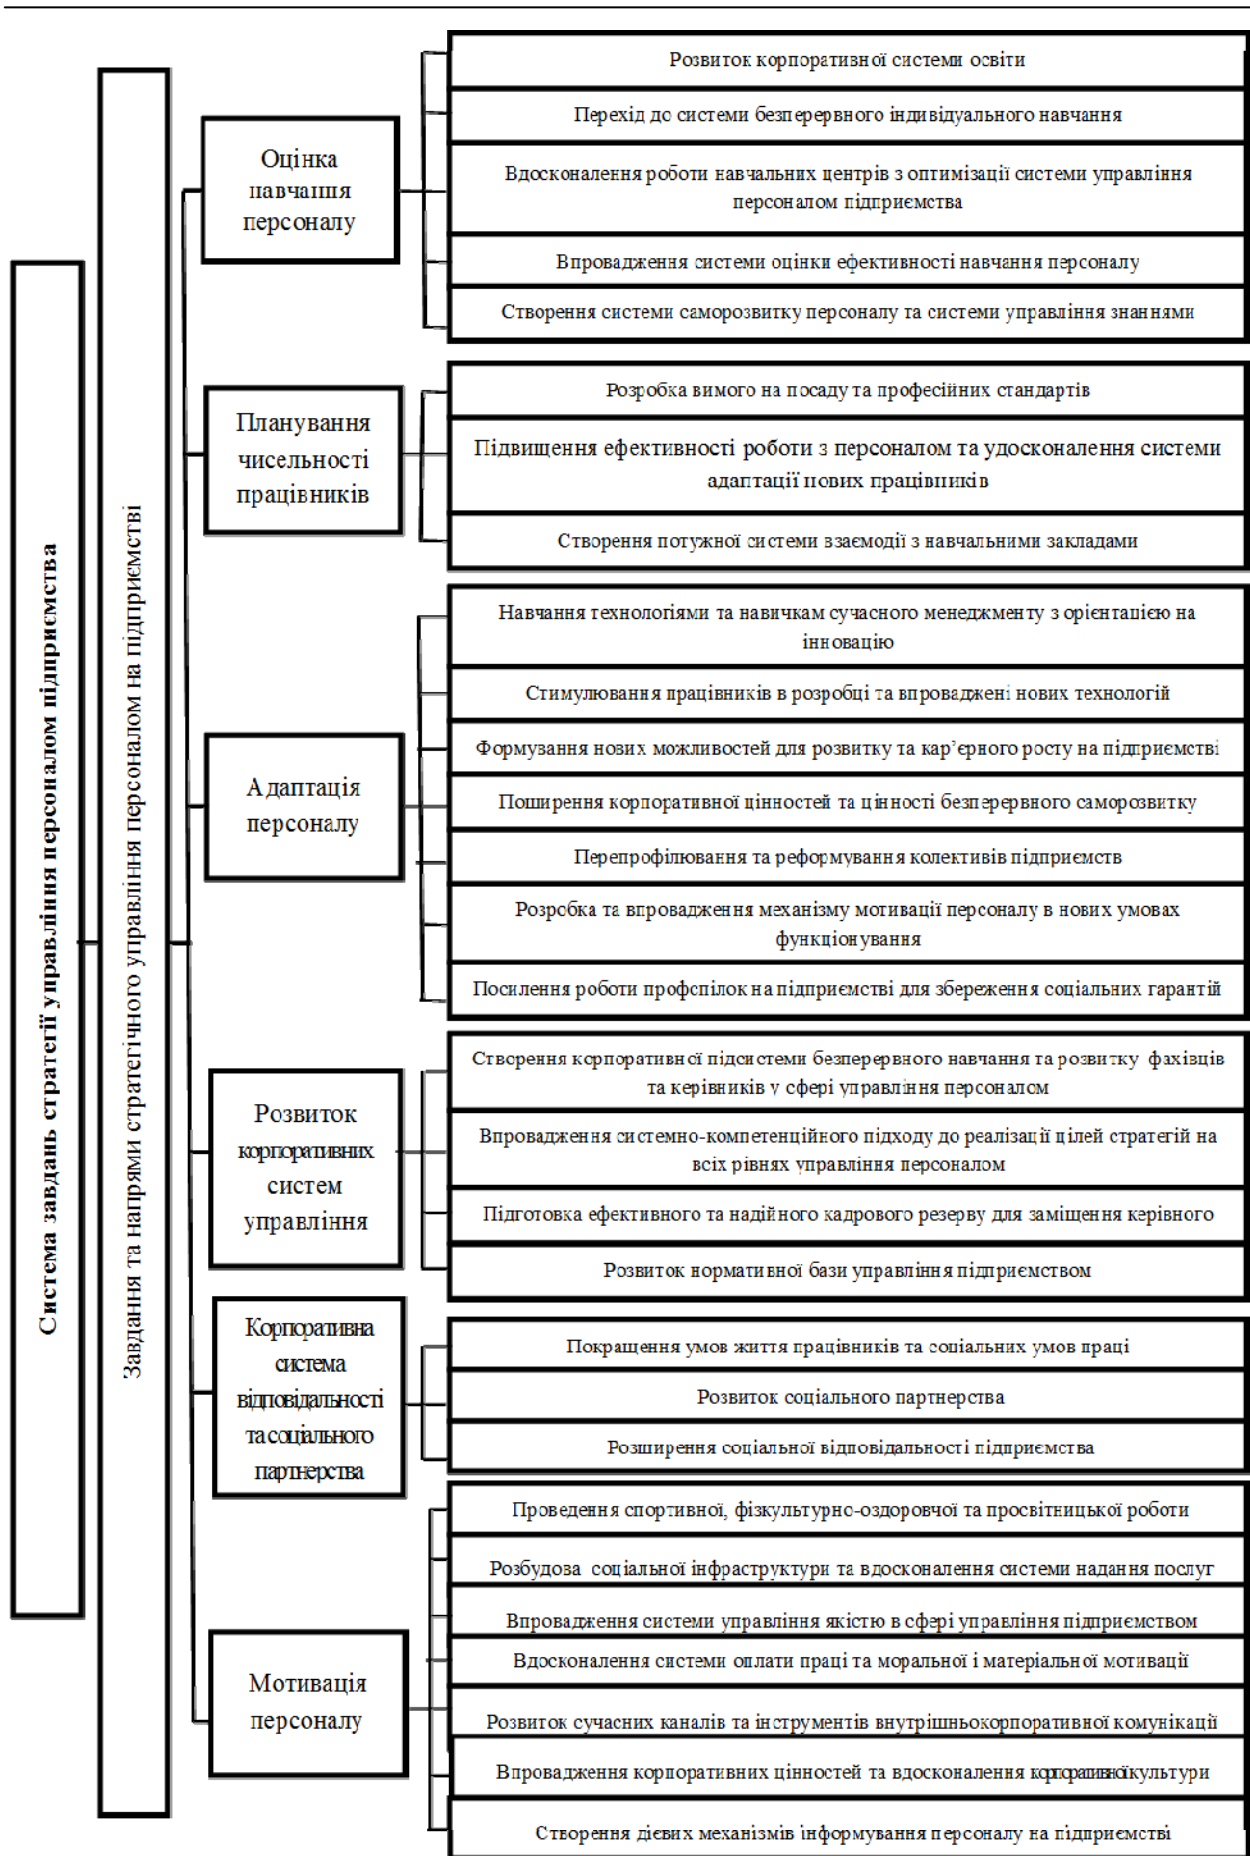 Система завдань стратегії управління персоналом підприємства
Завдання та напрями стратегічного управління персоналом на підприємстві
Оцінка
навчання
персоналу
Розвиток корпоративної системи освіти
Перехід до системи безперервного індивідуального навчання
Вдосконалення роботи навчальних центрів з оптимізації системи управління
персоналом підприємства
Впровадження системи оцінки ефективності навчання персоналу
Створення системи саморозвитку персоналу та системи управління знаннями
Планування
чисельності
працівників
Розробка вимого на посаду та професійних стандартів
Підвищення ефективності роботи з персоналом та удосконалення системи
адаптації нових працівників
Створення потужної системи взаємодії з навчальними закладами
Адаптація
персоналу
Навчання технологіями та навичкам сучасного менеджменту з орієнтацією на
інновацію
Стимулювання працівників в розробці та впроваджені нових технологій
Формування нових можливостей для розвитку та кар’єрного росту на підприємстві
Поширення корпоративної цінностей та цінності безперервного саморозвитку
Перепрофілювання та реформування колективів підприємств
Розробка та впровадження механізму мотивації персоналу в нових умовах
функціонування
Посилення роботи профспілок на підприємстві для збереження соціальних гарантій
Розвиток
корпоративних
систем
управління
Створення корпоративної підсистеми безперервного навчання та розвитку фахівців
та керівників у сфері управління персоналом
Впровадження системно-компетенційного підходу до реалізації цілей стратегій на
всіх рівнях управління персоналом
Підготовка ефективного та надійного кадрового резерву для заміщення керівного
Розвиток нормативної бази управління підприємством
Корпоративна
система
відповідальності
та соціального
партнерства
Покращення умов життя працівників та соціальних умов праці
Розвиток соціального партнерства
Розширення соціальної відповідальності підприємства
Мотивація
персоналу
Проведення спортивної, фізкультурно-оздоровчої та просвітницької роботи
Розбудова соціальної інфраструктури та вдосконалення системи надання послуг
Впровадження системи управління якістю в сфері управління підприємством
Вдосконалення системи оплати праці та моральної і матеріальної мотивації
Розвиток сучасних каналів та інструментів внутрішньокорпоративної комунікації
Впровадження корпоративних цінностей та вдосконалення корпоративної культури
Створення дієвих механізмів інформування персоналу на підприємстві